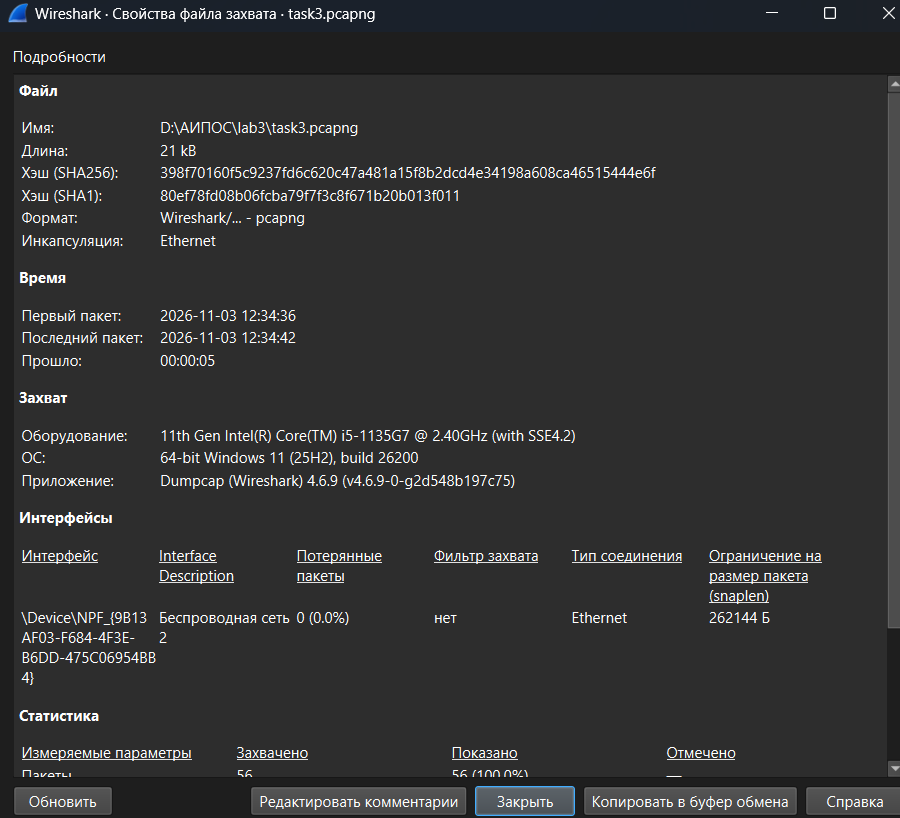 Wireshark · Свойства файла захвата · task3.pcapng
Подробности
Файл
Имя: D:\АИПОС\lab3\task3.pcapng
Длина: 21 kB
Хэш (SHA256): 398f70160f5c9237fd6c620c47a481a15f8b2dcd4e34198a608ca46515444e6f
Хэш (SHA1): 80ef78fd08b06fcba79f7f3c8f671b20b013f011
Формат: Wireshark/... - pcapng
Инкапсуляция: Ethernet
Время
Первый пакет: 2026-11-03 12:34:36
Последний пакет: 2026-11-03 12:34:42
Прошло: 00:00:05
Захват
Оборудование: 11th Gen Intel(R) Core(TM) i5-1135G7 @ 2.40GHz (with SSE4.2)
ОС: 64-bit Windows 11 (25H2), build 26200
Приложение: Dumpcap (Wireshark) 4.6.9 (v4.6.9-0-g2d548b197c75)
Интерфейсы
Интерфейс Interface Потерянные Фильтр захвата Тип соединения Ограничение на
Description пакеты размер пакета
(snaplen)
\Device\NPF_{9B13 Беспроводная сеть 0 (0.0%) нет Ethernet 262144 Б
AF03-F684-4F3E- 2
B6DD-475C06954BB
4}
Статистика
Измеряемые параметры Захвачено Показано Отмечено
Пакеты 56 56 (100.0%) —
Обновить Редактировать комментарии Закрыть Копировать в буфер обмена Справка